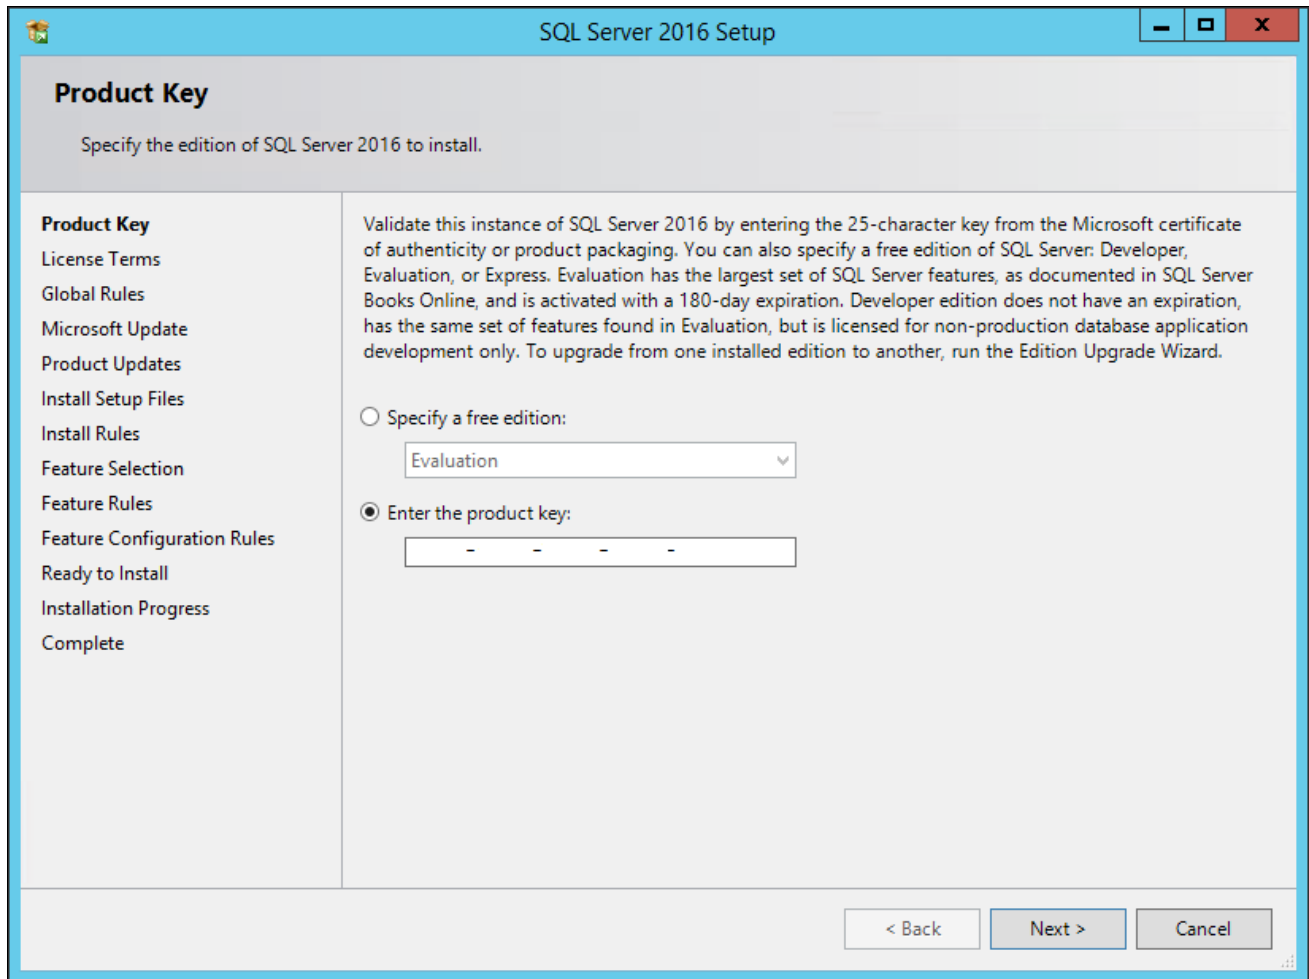 SQL Server 2016 Setup
Product Key
Specify the edition of SQL Server 2016 to install.
Product Key
License Terms
Global Rules
Microsoft Update
Product Updates
Install Setup Files
Install Rules
Feature Selection
Feature Rules
Feature Configuration Rules
Ready to Install
Installation Progress
Complete
Validate this instance of SQL Server 2016 by entering the 25-character key from the Microsoft certificate
of authenticity or product packaging. You can also specify a free edition of SQL Server: Developer,
Evaluation, or Express. Evaluation has the largest set of SQL Server features, as documented in SQL Server
Books Online, and is activated with a 180-day expiration. Developer edition does not have an expiration,
has the same set of features found in Evaluation, but is licensed for non-production database application
development only. To upgrade from one installed edition to another, run the Edition Upgrade Wizard.
Specify a free edition:
Evaluation
Enter the product key:
- - - -
< Back Next > Cancel